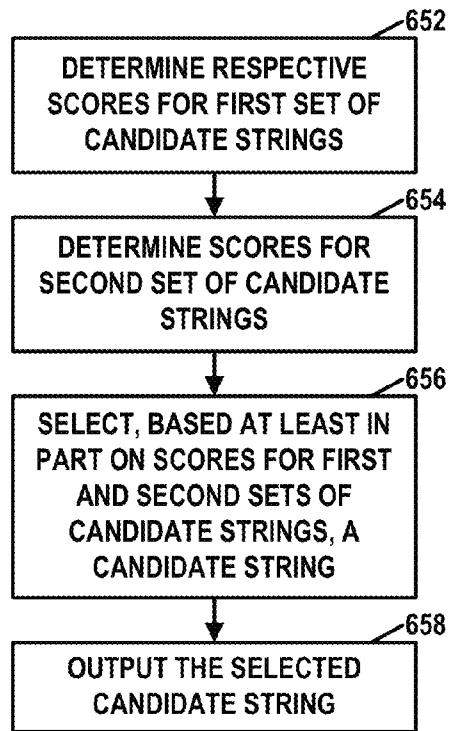 652
DETERMINE RESPECTIVE
SCORES FOR FIRST SET OF
CANDIDATE STRINGS
654
DETERMINE SCORES FOR
SECOND SET OF CANDIDATE
STRINGS
656
SELECT, BASED AT LEAST IN
PART ON SCORES FOR FIRST
AND SECOND SETS OF
CANDIDATE STRINGS, A
CANDIDATE STRING
658
OUTPUT THE SELECTED
CANDIDATE STRING